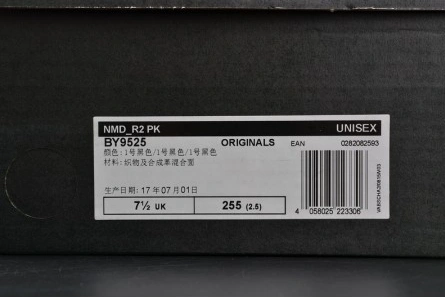 NMD_R2 PK UNISEX
BY9525 ORIGINALS EAN 0282082593
颜色: 1号黑色/1号黑色/1号黑色
材料: 织物及合成革混合面
生产日期: 17年07月01日
7½ UK 255 (2.5)
4 058025 223306